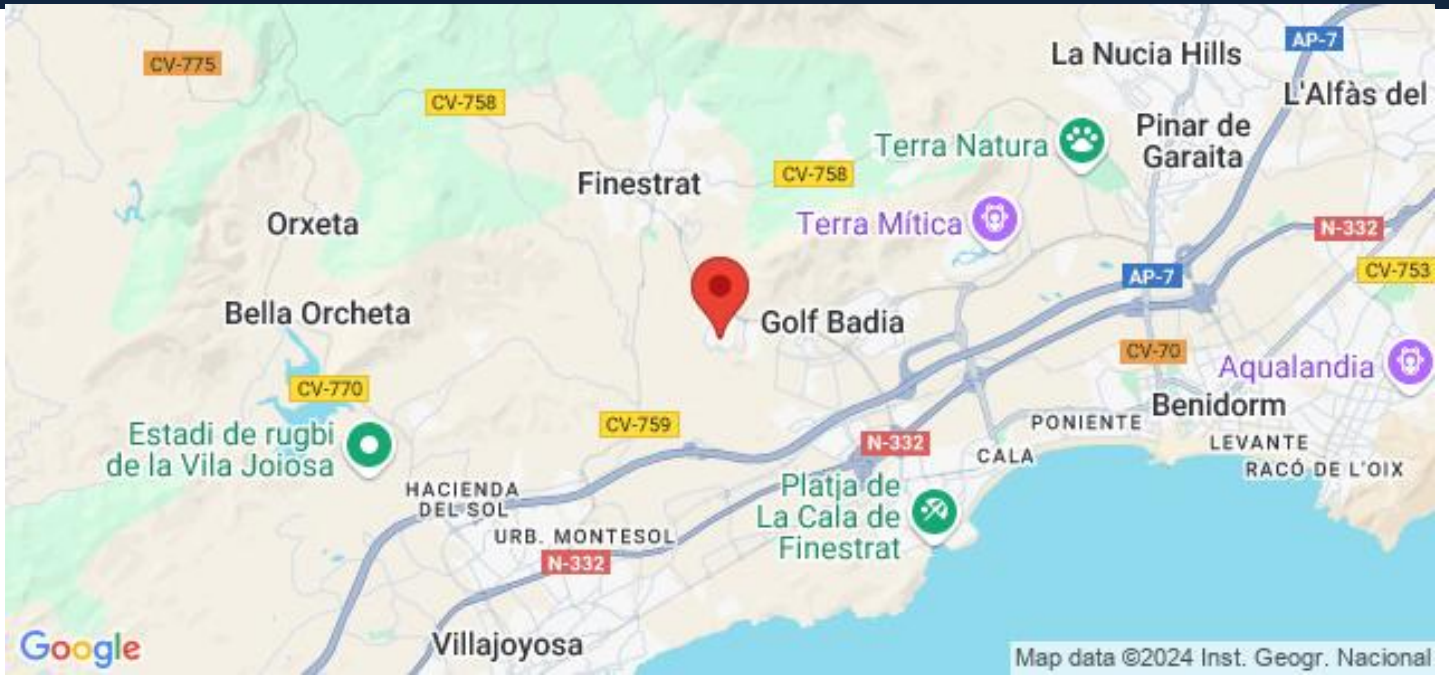 La Nucia Hills
AP-7
CV-775
L'Alfàs del
CV-758
Pinar de
Garaita
Terra Natura
CV-758
Finestrat
Orxeta
Terra Mítica
N-332
CV-753
AP-7
Bella Orcheta
Golf Badia
CV-70
Aqualandia
CV-770
Benidorm
PONIENTE
CV-759
Estadi de rugbi
de la Vila Joiosa
N-332
LEVANTE
CALA
RACÓ DE L'OIX
HACIENDA
DEL SOL
Platja de
La Cala de
Finestrat
URB. MONTESOL
N-332
Villajoyosa
Google
Map data ©2024 Inst. Geogr. Nacional